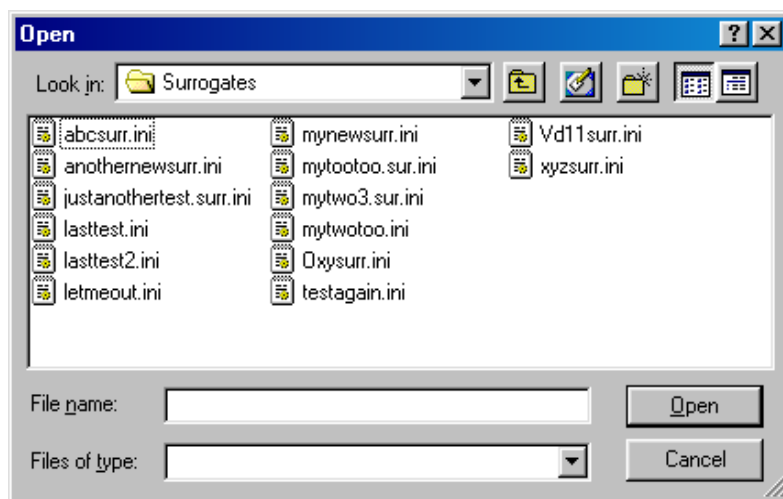 Open
Look in: Surrogates
abcsurr.ini
anothernewsurr.ini
justanothertest.surr.ini
lasttest.ini
lasttest2.ini
letmeout.ini
mynewsurr.ini
mytootoo.sur.ini
mytwo3.sur.ini
mytwotoo.ini
Oxysurr.ini
testagain.ini
Vd11surr.ini
xyzsurr.ini
File name:
Open
Files of type:
Cancel